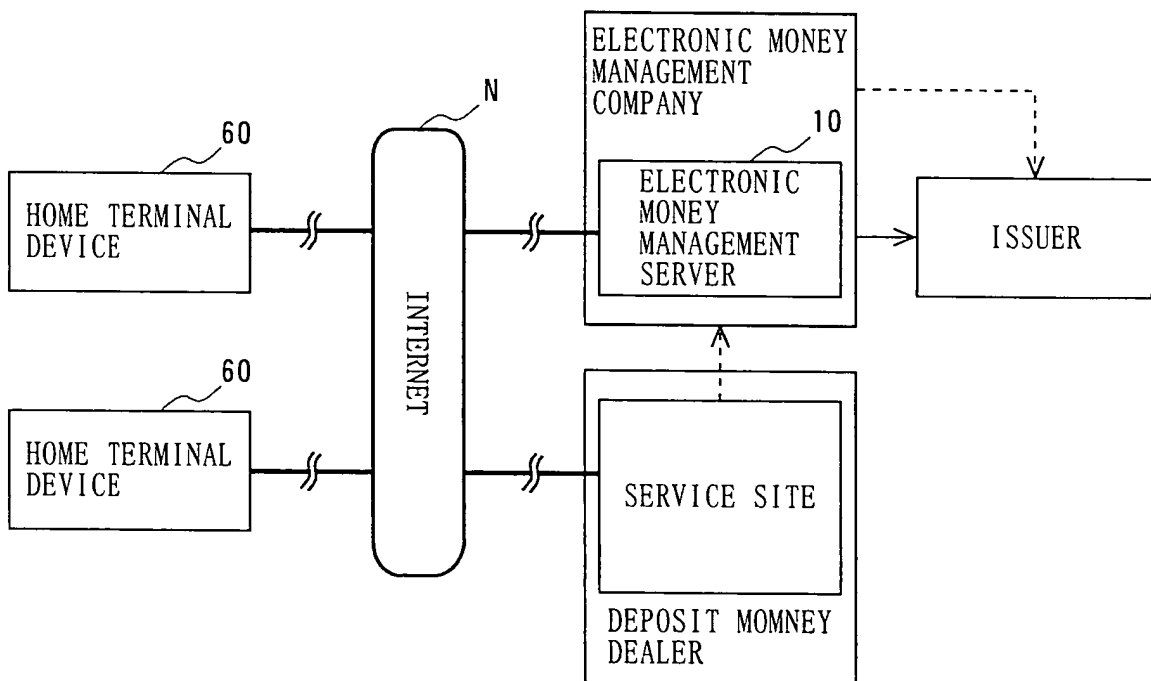 ELECTRONIC MONEY
MANAGEMENT
COMPANY
N
10
60
HOME TERMINAL
DEVICE
ELECTRONIC
MONEY
MANAGEMENT
SERVER
ISSUER
INTERNET
60
HOME TERMINAL
DEVICE
SERVICE SITE
DEPOSIT MOMNEY
DEALER